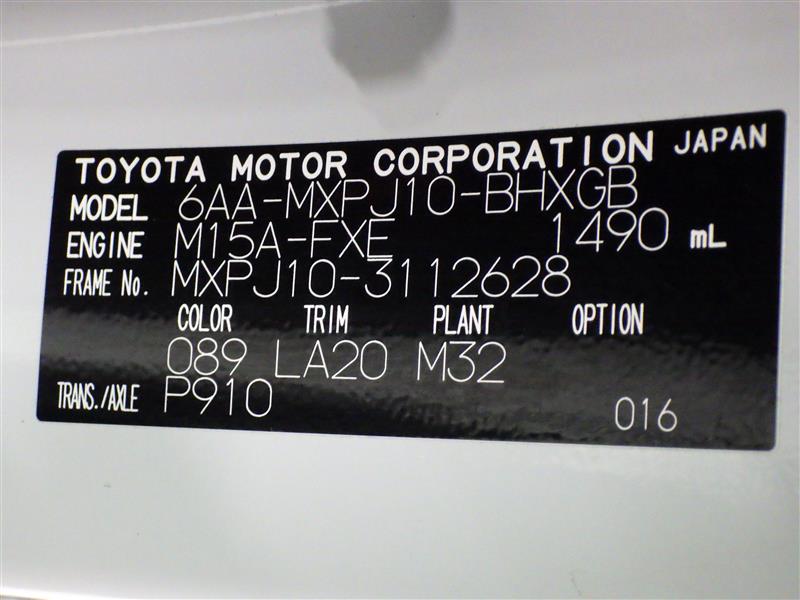 TOYOTA MOTOR CORPORATION JAPAN
MODEL 6AA-MXPJ10-BHXGB
ENGINE M15A-FXE 1490 mL
FRAME No. MXPJ10-3112628
COLOR TRIM PLANT OPTION
089 LA20 M32
TRANS./AXLE P910
016